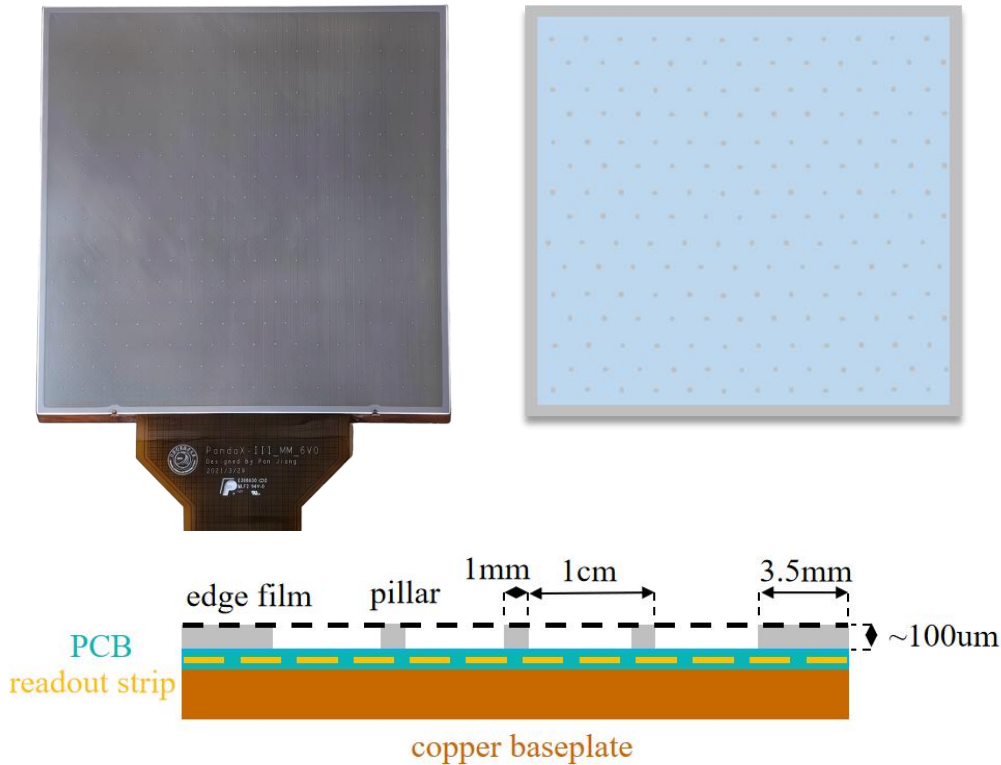 PandaX-III_MM_6V0
Designed By Pan Jiang
2021/3/29
1mm
1cm
3.5mm
edge film
pillar
~100um
PCB
readout strip
copper baseplate